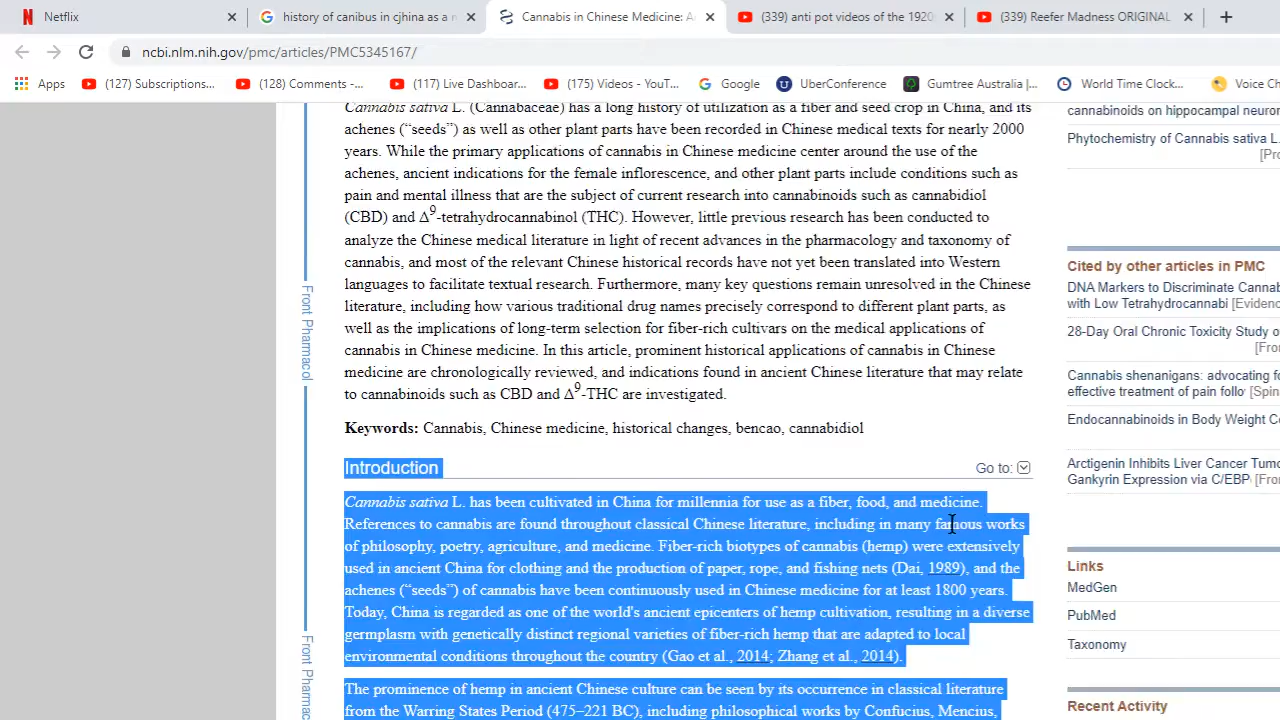 Netflix
history of canibus in cjhina as a n
Cannabis in Chinese Medicine: A
(339) anti pot videos of the 1920
(339) Reefer Madness ORIGINAL
ncbi.nlm.nih.gov/pmc/articles/PMC5345167/
Apps
(127) Subscriptions...
(128) Comments -...
(117) Live Dashboar...
(175) Videos - YouT...
Google
UberConference
Gumtree Australia |...
World Time Clock...
Voice Ch
Cannabis sativa L. (Cannabaceae) has a long history of utilization as a fiber and seed crop in China, and its
achenes (“seeds”) as well as other plant parts have been recorded in Chinese medical texts for nearly 2000
years. While the primary applications of cannabis in Chinese medicine center around the use of the
achenes, ancient indications for the female inflorescence, and other plant parts include conditions such as
pain and mental illness that are the subject of current research into cannabinoids such as cannabidiol
(CBD) and Δ9-tetrahydrocannabinol (THC). However, little previous research has been conducted to
analyze the Chinese medical literature in light of recent advances in the pharmacology and taxonomy of
cannabis, and most of the relevant Chinese historical records have not yet been translated into Western
languages to facilitate textual research. Furthermore, many key questions remain unresolved in the Chinese
literature, including how various traditional drug names precisely correspond to different plant parts, as
well as the implications of long-term selection for fiber-rich cultivars on the medical applications of
cannabis in Chinese medicine. In this article, prominent historical applications of cannabis in Chinese
medicine are chronologically reviewed, and indications found in ancient Chinese literature that may relate
to cannabinoids such as CBD and Δ9-THC are investigated.
Keywords: Cannabis, Chinese medicine, historical changes, bencao, cannabidiol
Introduction
Go to:
Cannabis sativa L. has been cultivated in China for millennia for use as a fiber, food, and medicine.
References to cannabis are found throughout classical Chinese literature, including in many famous works
of philosophy, poetry, agriculture, and medicine. Fiber-rich biotypes of cannabis (hemp) were extensively
used in ancient China for clothing and the production of paper, rope, and fishing nets (Dai, 1989), and the
achenes (“seeds”) of cannabis have been continuously used in Chinese medicine for at least 1800 years.
Today, China is regarded as one of the world's ancient epicenters of hemp cultivation, resulting in a diverse
germplasm with genetically distinct regional varieties of fiber-rich hemp that are adapted to local
environmental conditions throughout the country (Gao et al., 2014; Zhang et al., 2014).
The prominence of hemp in ancient Chinese culture can be seen by its occurrence in classical literature
from the Warring States Period (475–221 BC), including philosophical works by Confucius, Mencius,
Front Pharmacol
Front Pharmac
cannabinoids on hippocampal neuron
Phytochemistry of Cannabis sativa L.
[Pro
Cited by other articles in PMC
DNA Markers to Discriminate Cannab
with Low Tetrahydrocannabi [Evidenc
28-Day Oral Chronic Toxicity Study o
[Fron
Cannabis shenanigans: advocating fo
effective treatment of pain follo [Spin
Endocannabinoids in Body Weight Co
Arctigenin Inhibits Liver Cancer Tumo
Gankyrin Expression via C/EBP [Fron
Links
MedGen
PubMed
Taxonomy
Recent Activity